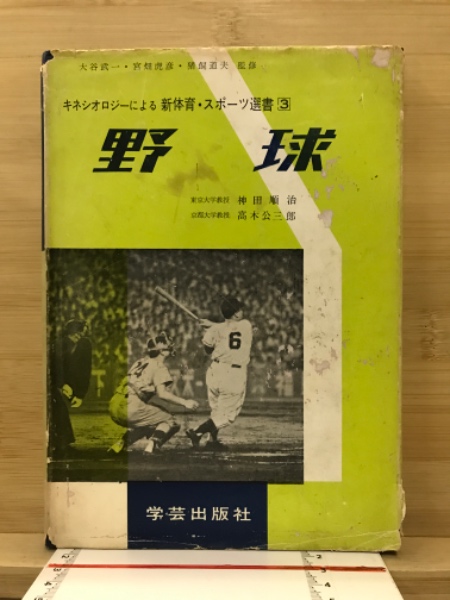 大谷武一・宮畑虎彦・猪飼道夫 監修
キネシオロジーによる 新体育・スポーツ選書 3
野球
東京大学教授 神田順治
京都大学教授 高木公三郎
6
学芸出版社